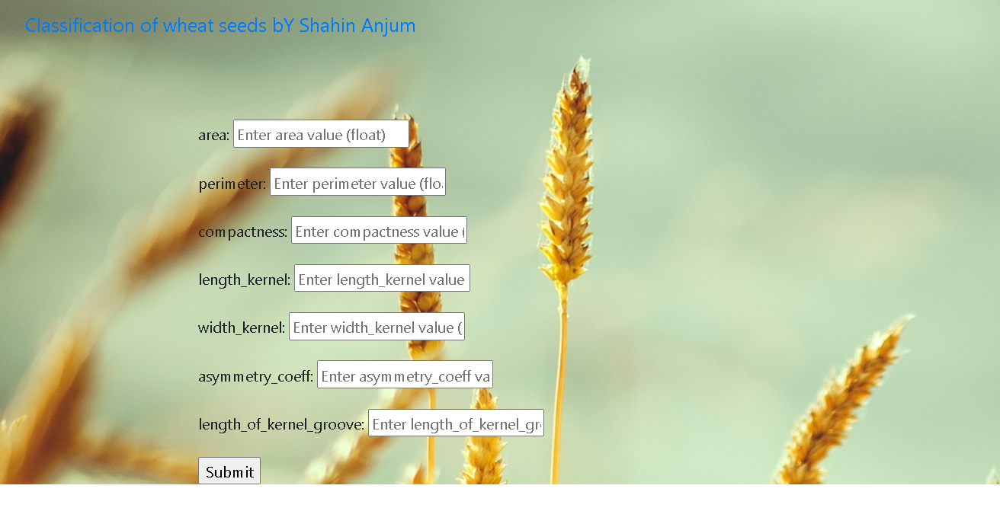 Classification of wheat seeds bY Shahin Anjum
area: Enter area value (float)
perimeter: Enter perimeter value (flo
compactness: Enter compactness value (
length_kernel: Enter length_kernel value
width_kernel: Enter width_kernel value (
asymmetry_coeff: Enter asymmetry_coeff va
length_of_kernel_groove: Enter length_of_kernel_gr
Submit